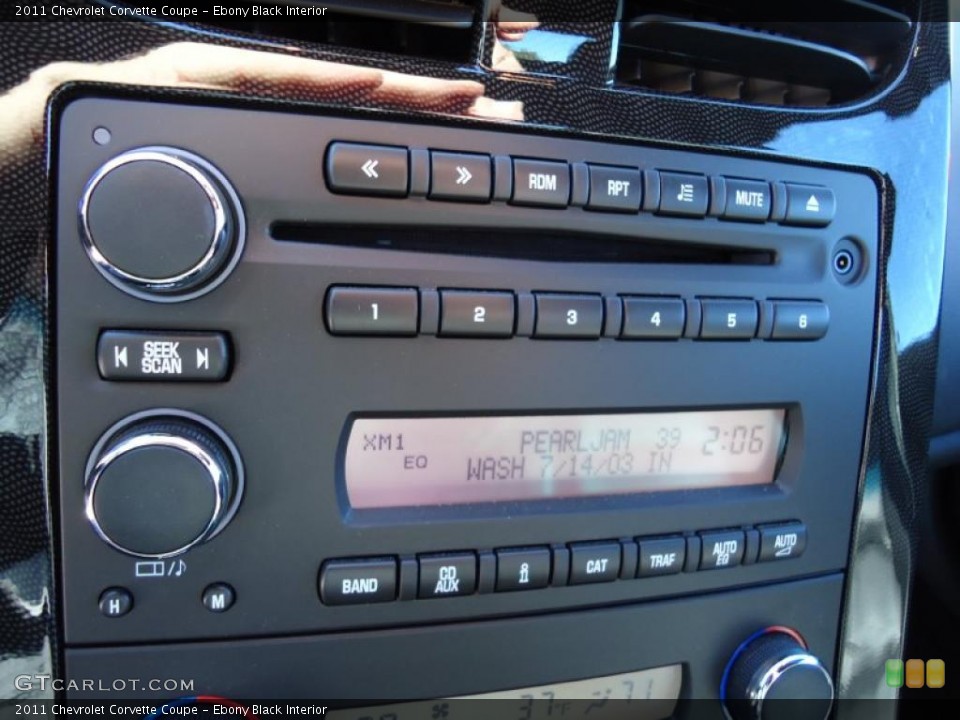 2011 Chevrolet Corvette Coupe - Ebony Black Interior
RDM RPT MUTE
1 2 3 4 5 6
SEEK
SCAN
XM1 PEARLJAM 39 2:06
EQ WASH 7/14/03 IN
BAND CD AUX i CAT TRAF AUTO EQ AUTO
H M
37°F 71
GTCARLOT.COM
2011 Chevrolet Corvette Coupe - Ebony Black Interior